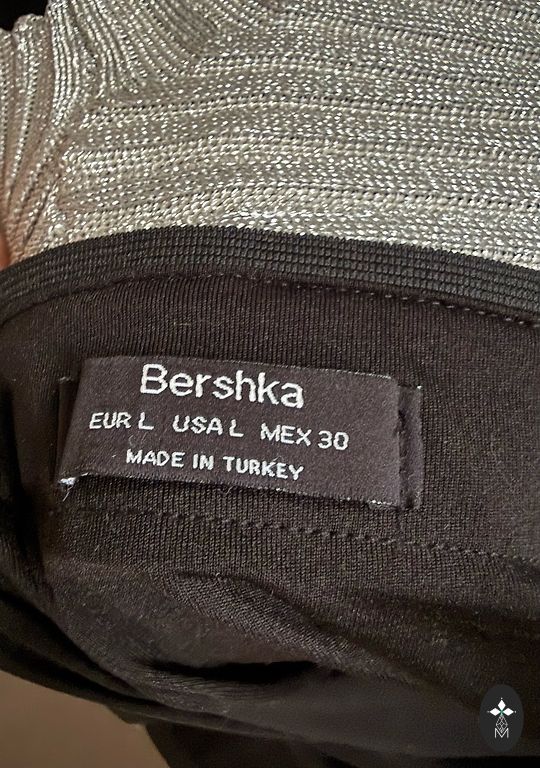 Bershka
EUR L USA L MEX 30
MADE IN TURKEY
M